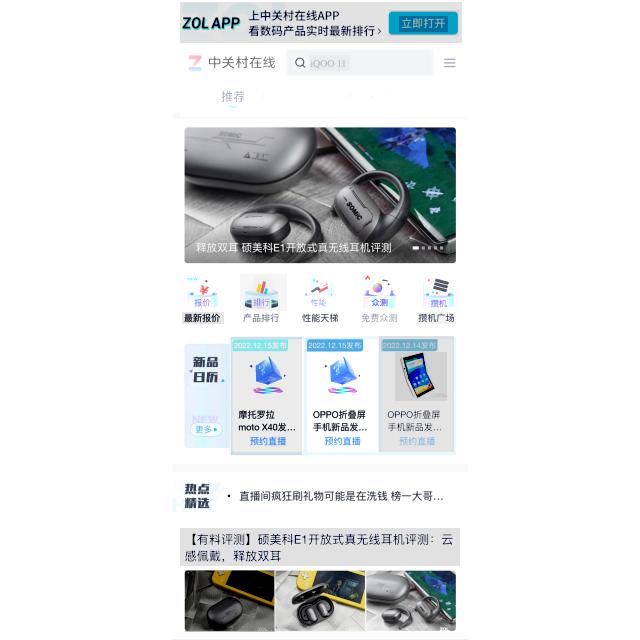 ZOL APP
上中关村在线APP
看数码产品实时最新排行>
立即打开
中关村在线
iQOO 11
推荐
SOMiC
SOMiC
释放双耳 硕美科E1开放式真无线耳机评测
报价
排行
性能
众测
攒机
最新报价
产品排行
性能天梯
免费众测
攒机广场
新品
日历
NEW
更多
2022.12.15发布
摩托罗拉
moto X40发...
预约直播
2022.12.15发布
OPPO折叠屏
手机新品发...
预约直播
2022.12.14发布
OPPO折叠屏
手机新品发...
预约直播
热点
精选
• 直播间疯狂刷礼物可能是在洗钱 榜一大哥...
【有料评测】硕美科E1开放式真无线耳机评测：云
感佩戴，释放双耳